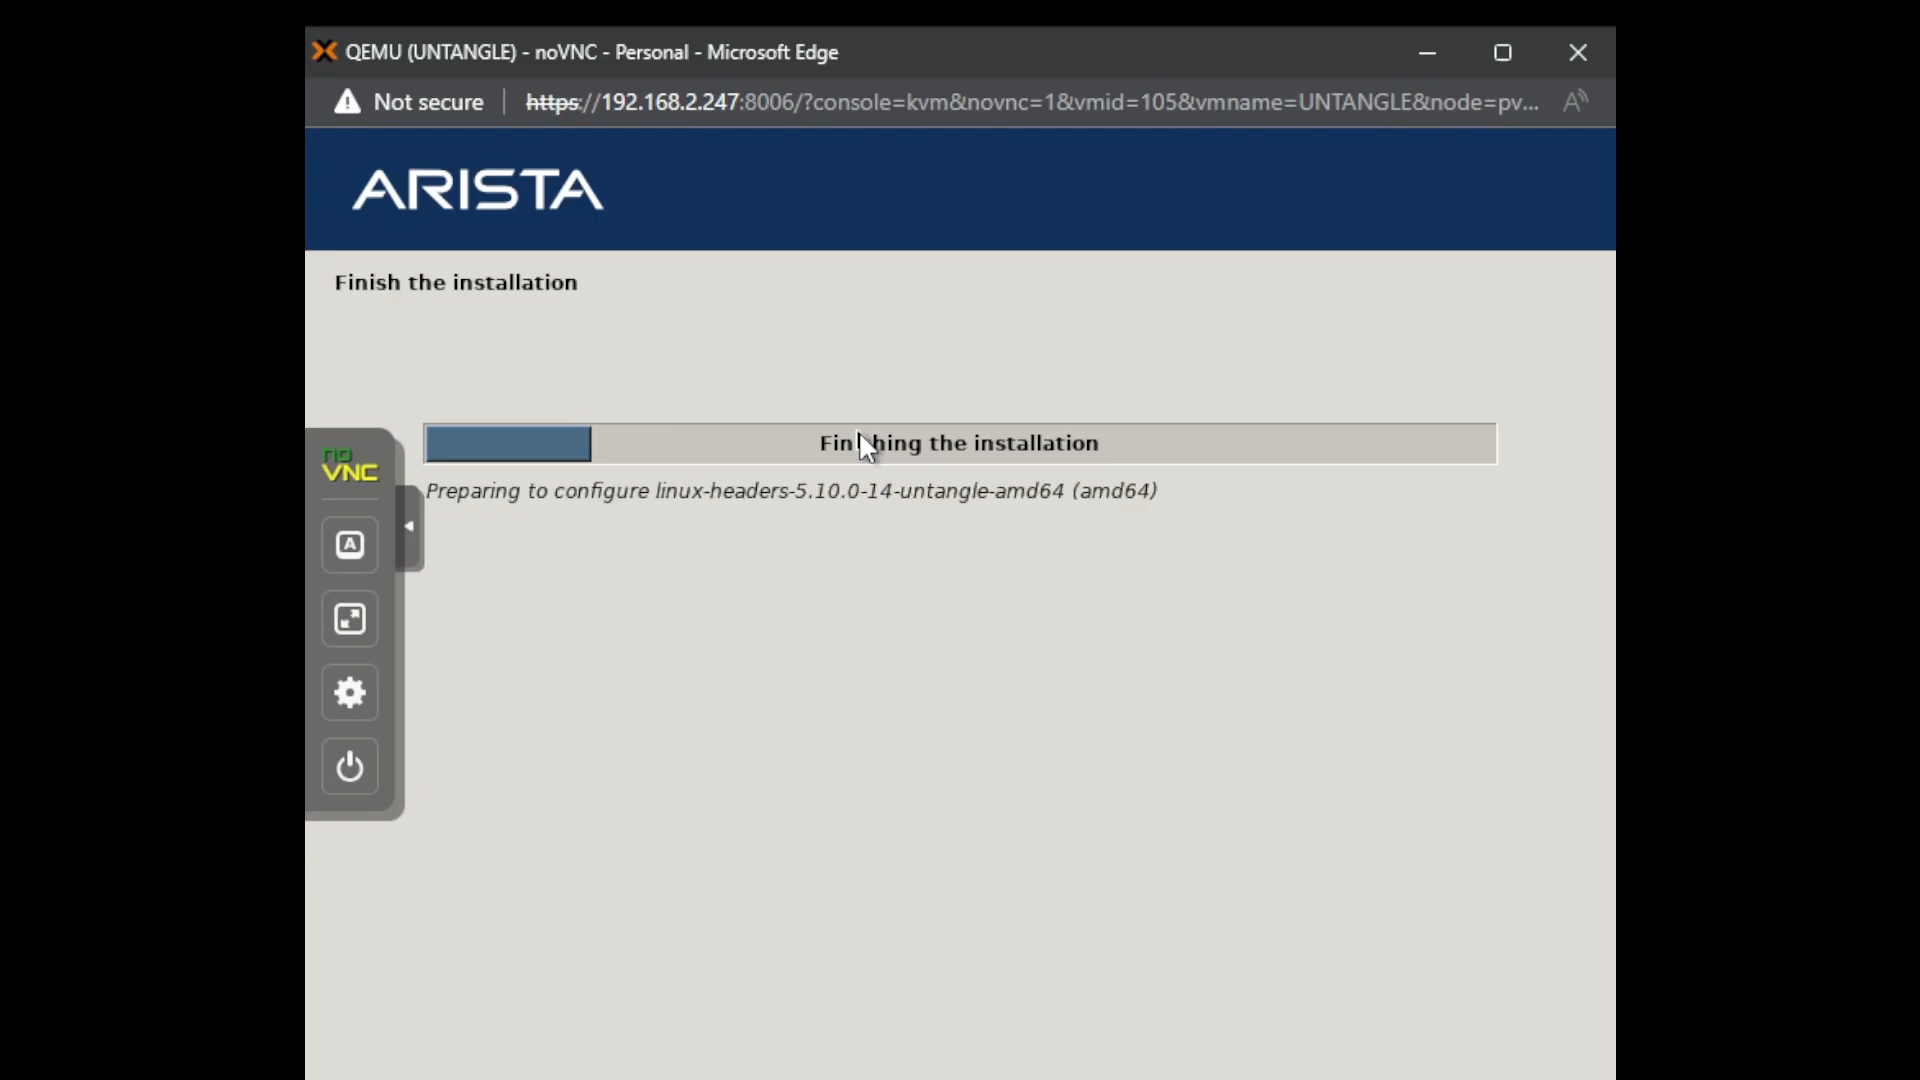 QEMU (UNTANGLE) - noVNC - Personal - Microsoft Edge
Not secure https://192.168.2.247:8006/?console=kvm&novnc=1&vmid=105&vmname=UNTANGLE&node=pv... A
ARISTA
Finish the installation
Finishing the installation
Preparing to configure linux-headers-5.10.0-14-untangle-amd64 (amd64)
no
VNC
A